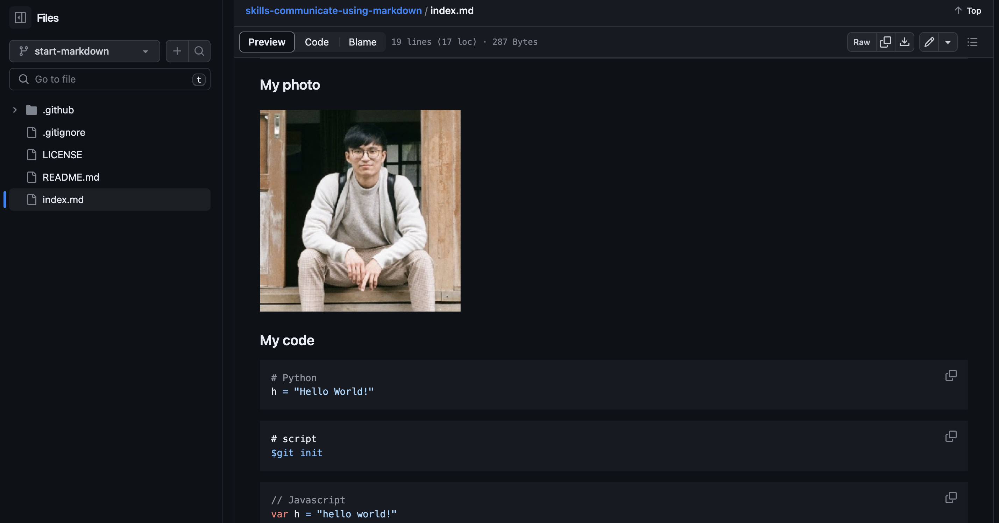 Files
start-markdown
Go to file
t
.github
.gitignore
LICENSE
README.md
index.md
skills-communicate-using-markdown / index.md
Top
Preview
Code
Blame
19 lines (17 loc) · 287 Bytes
Raw
My photo
My code
# Python
h = "Hello World!"
# script
$git init
// Javascript
var h = "hello world!"